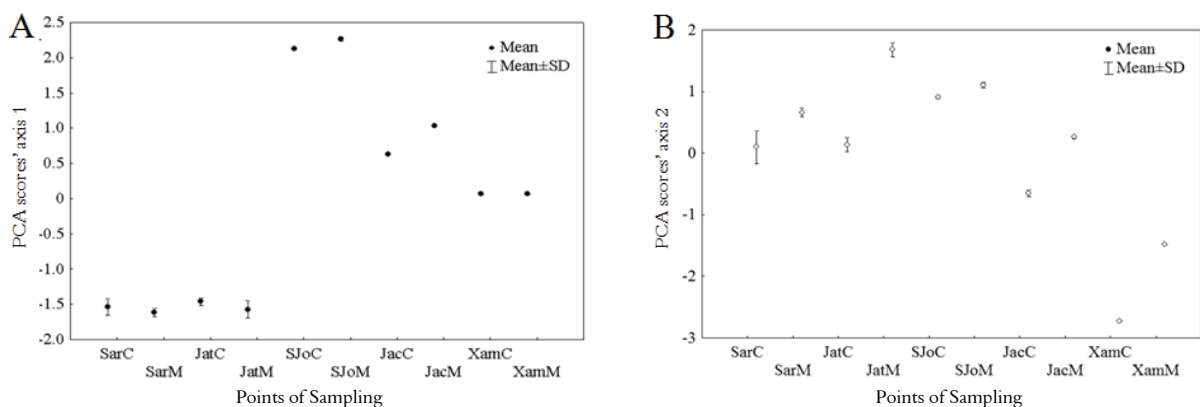 A
PCA scores' axis 1
2.5
2.0
1.5
1.0
0.5
0
-0.5
-1.0
-1.5
-2.0
Mean
Mean±SD
SarC JatC SJoC JacC XamC
SarM JatM SJoM JacM XamM
Points of Sampling
B
PCA scores' axis 2
2
1
0
-1
-2
-3
Mean
Mean±SD
SarC JatC SJoC JacC XamC
SarM JatM SJoM JacM XamM
Points of Sampling